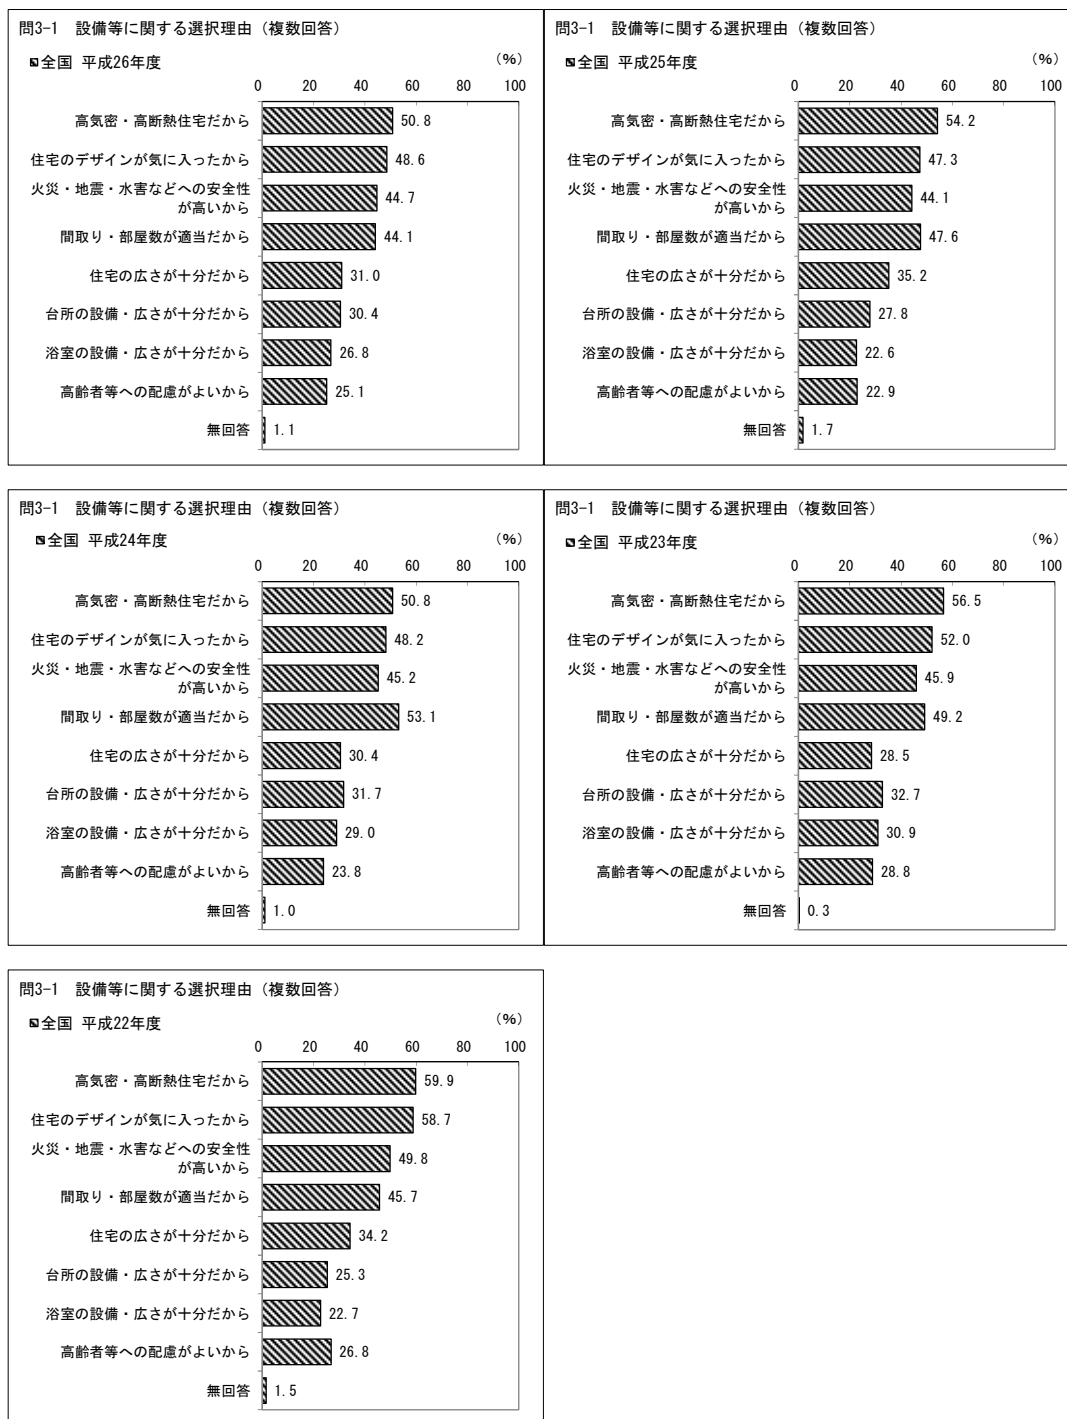 問3-1　設備等に関する選択理由（複数回答）
全国 平成26年度
（%）
0 20 40 60 80 100
高気密・高断熱住宅だから 50.8
住宅のデザインが気に入ったから 48.6
火災・地震・水害などへの安全性
が高いから 44.7
間取り・部屋数が適当だから 44.1
住宅の広さが十分だから 31.0
台所の設備・広さが十分だから 30.4
浴室の設備・広さが十分だから 26.8
高齢者等への配慮がよいから 25.1
無回答 1.1
問3-1　設備等に関する選択理由（複数回答）
全国 平成25年度
（%）
0 20 40 60 80 100
高気密・高断熱住宅だから 54.2
住宅のデザインが気に入ったから 47.3
火災・地震・水害などへの安全性
が高いから 44.1
間取り・部屋数が適当だから 47.6
住宅の広さが十分だから 35.2
台所の設備・広さが十分だから 27.8
浴室の設備・広さが十分だから 22.6
高齢者等への配慮がよいから 22.9
無回答 1.7
問3-1　設備等に関する選択理由（複数回答）
全国 平成24年度
（%）
0 20 40 60 80 100
高気密・高断熱住宅だから 50.8
住宅のデザインが気に入ったから 48.2
火災・地震・水害などへの安全性
が高いから 45.2
間取り・部屋数が適当だから 53.1
住宅の広さが十分だから 30.4
台所の設備・広さが十分だから 31.7
浴室の設備・広さが十分だから 29.0
高齢者等への配慮がよいから 23.8
無回答 1.0
問3-1　設備等に関する選択理由（複数回答）
全国 平成23年度
（%）
0 20 40 60 80 100
高気密・高断熱住宅だから 56.5
住宅のデザインが気に入ったから 52.0
火災・地震・水害などへの安全性
が高いから 45.9
間取り・部屋数が適当だから 49.2
住宅の広さが十分だから 28.5
台所の設備・広さが十分だから 32.7
浴室の設備・広さが十分だから 30.9
高齢者等への配慮がよいから 28.8
無回答 0.3
問3-1　設備等に関する選択理由（複数回答）
全国 平成22年度
（%）
0 20 40 60 80 100
高気密・高断熱住宅だから 59.9
住宅のデザインが気に入ったから 58.7
火災・地震・水害などへの安全性
が高いから 49.8
間取り・部屋数が適当だから 45.7
住宅の広さが十分だから 34.2
台所の設備・広さが十分だから 25.3
浴室の設備・広さが十分だから 22.7
高齢者等への配慮がよいから 26.8
無回答 1.5